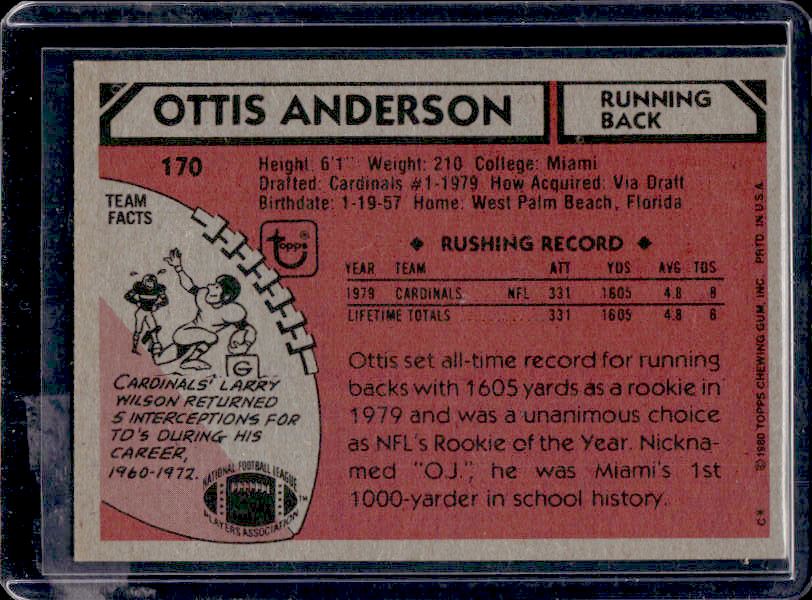 OTTIS ANDERSON
RUNNING
BACK
170
Height: 6'1" Weight: 210 College: Miami
Drafted: Cardinals #1-1979 How Acquired: Via Draft
Birthdate: 1-19-57 Home: West Palm Beach, Florida
TEAM
FACTS
topps
RUSHING RECORD
YEAR TEAM ATT YDS AVG TDS
1979 CARDINALS NFL 331 1605 4.8 8
LIFETIME TOTALS 331 1605 4.8 8
G
CARDINALS' LARRY
WILSON RETURNED
5 INTERCEPTIONS FOR
TD'S DURING HIS
CAREER,
1960-1972.
NATIONAL FOOTBALL LEAGUE
PLAYERS ASSOCIATION
TM
Ottis set all-time record for running
backs with 1605 yards as a rookie in
1979 and was a unanimous choice
as NFL's Rookie of the Year. Nickna-
med "O.J.", he was Miami's 1st
1000-yarder in school history.
C* © 1980 TOPPS CHEWING GUM, INC. PRTD. IN U.S.A.